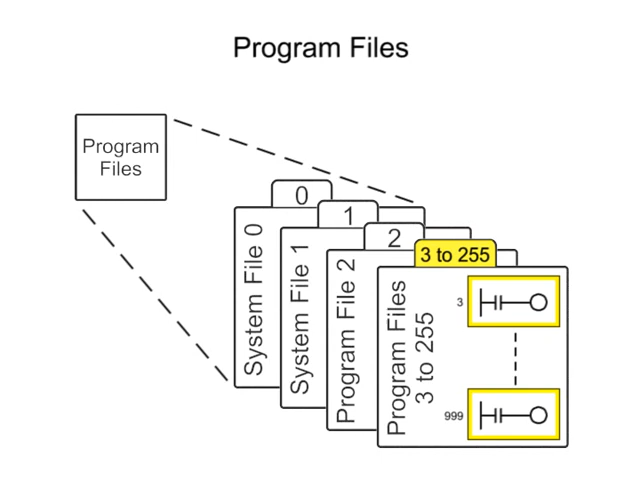 Program Files
Program
Files
0
1
2
3 to 255
System File 0
System File 1
Program File 2
Program Files
3 to 255
3
999